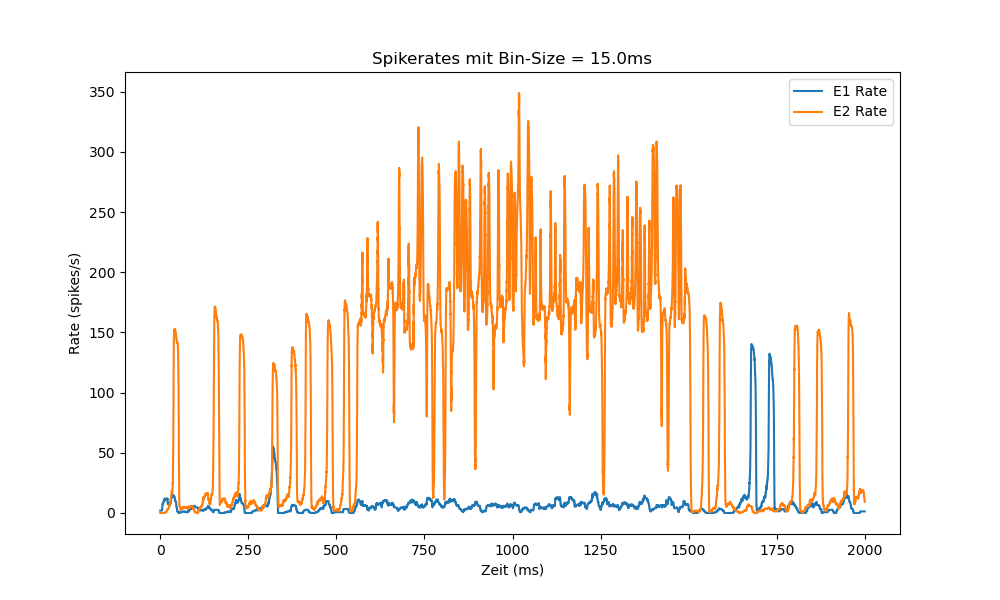 Spikerates mit Bin-Size = 15.0ms
E1 Rate
E2 Rate
350
300
250
200
150
100
50
0
Rate (spikes/s)
0 250 500 750 1000 1250 1500 1750 2000
Zeit (ms)